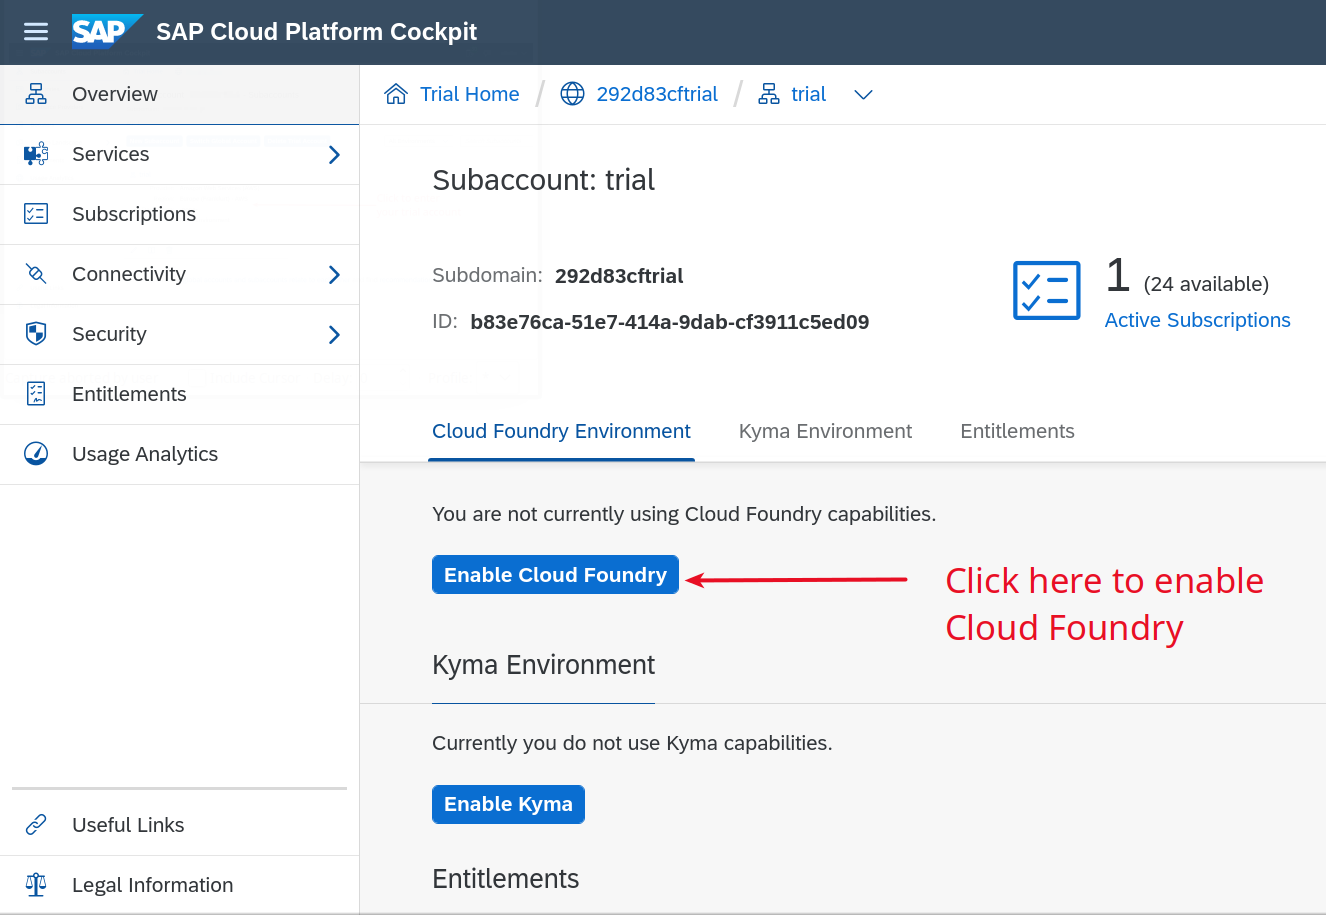 SAP SAP Cloud Platform Cockpit
Overview
Services
Subscriptions
Connectivity
Security
Entitlements
Usage Analytics
Useful Links
Legal Information
Trial Home / 292d83cftrial / trial
Subaccount: trial
Subdomain: 292d83cftrial
ID: b83e76ca-51e7-414a-9dab-cf3911c5ed09
1 (24 available)
Active Subscriptions
Cloud Foundry Environment Kyma Environment Entitlements
You are not currently using Cloud Foundry capabilities.
Enable Cloud Foundry
Click here to enable
Cloud Foundry
Kyma Environment
Currently you do not use Kyma capabilities.
Enable Kyma
Entitlements